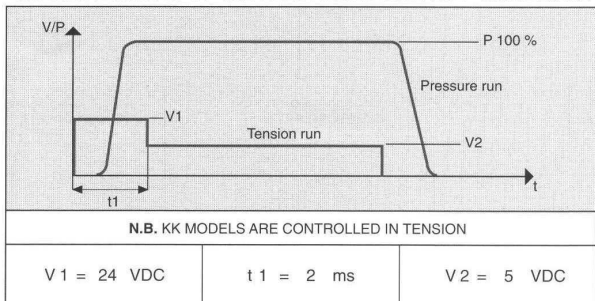 V/P
P 100 %
Pressure run
V1
Tension run
V2
t1
t
N.B. KK MODELS ARE CONTROLLED IN TENSION
V 1 = 24 VDC
t 1 = 2 ms
V 2 = 5 VDC